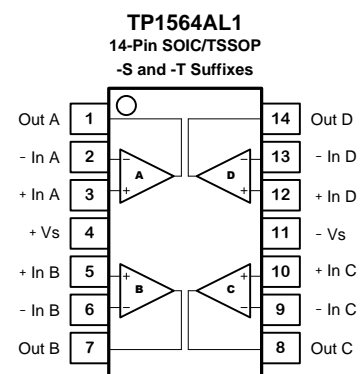 TP1564AL1
14-Pin SOIC/TSSOP
-S and -T Suffixes
Out A 1 14 Out D
- In A 2 - - 13 - In D
+ In A 3 + A D + 12 + In D
+ Vs 4 11 - Vs
+ In B 5 + + 10 + In C
- In B 6 - B C - 9 - In C
Out B 7 8 Out C